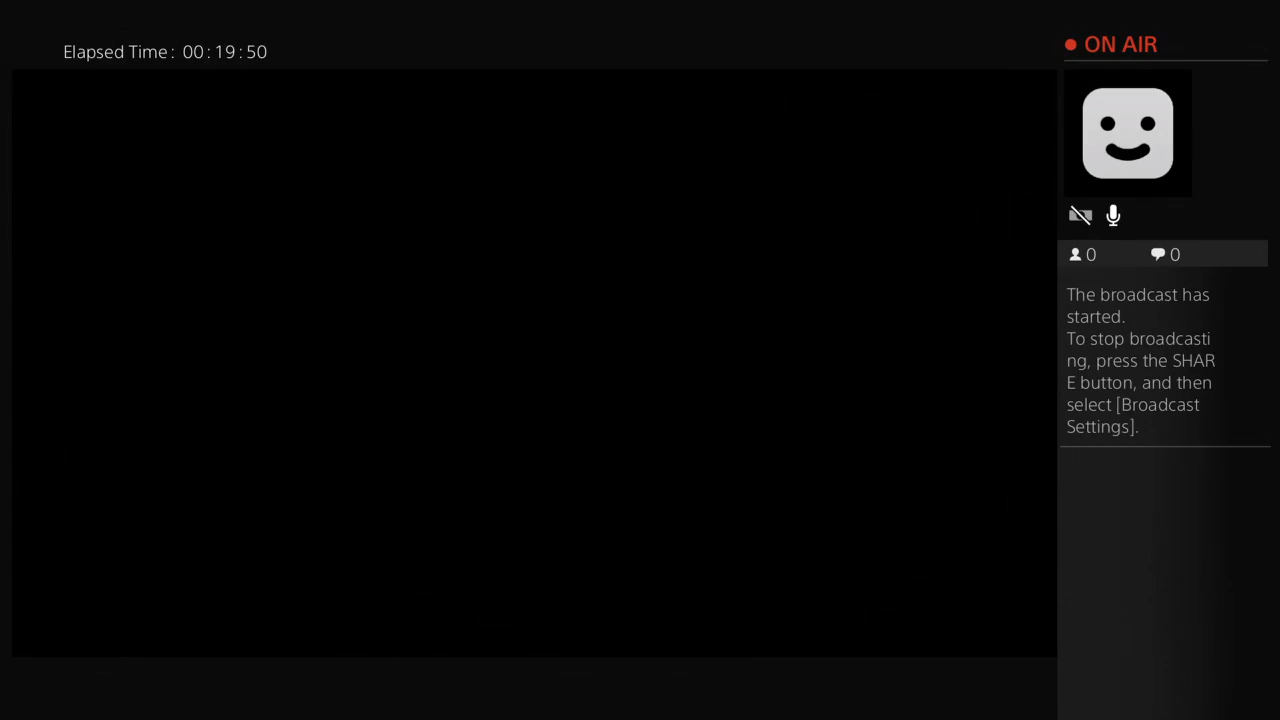 Elapsed Time: 00:19:50
ON AIR
0 0
The broadcast has
started.
To stop broadcasti
ng, press the SHAR
E button, and then
select [Broadcast
Settings].